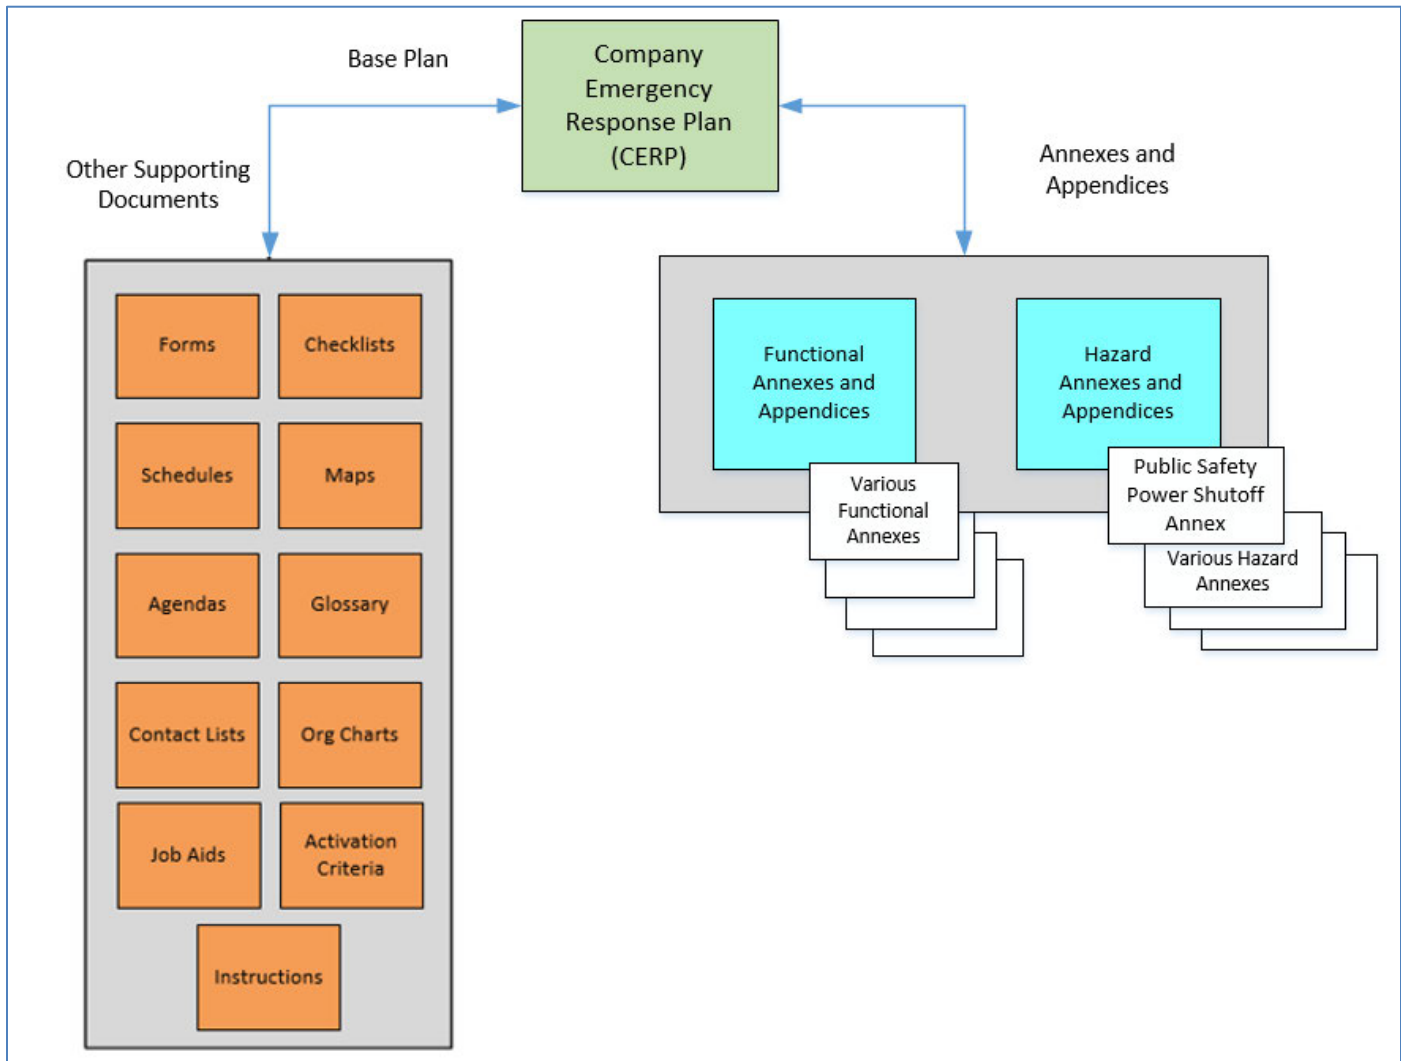 Base Plan
Company
Emergency
Response Plan
(CERP)
Other Supporting
Documents
Annexes and
Appendices
Forms
Checklists
Schedules
Maps
Agendas
Glossary
Contact Lists
Org Charts
Job Aids
Activation
Criteria
Instructions
Functional
Annexes and
Appendices
Hazard
Annexes and
Appendices
Various
Functional
Annexes
Public Safety
Power Shutoff
Annex
Various Hazard
Annexes